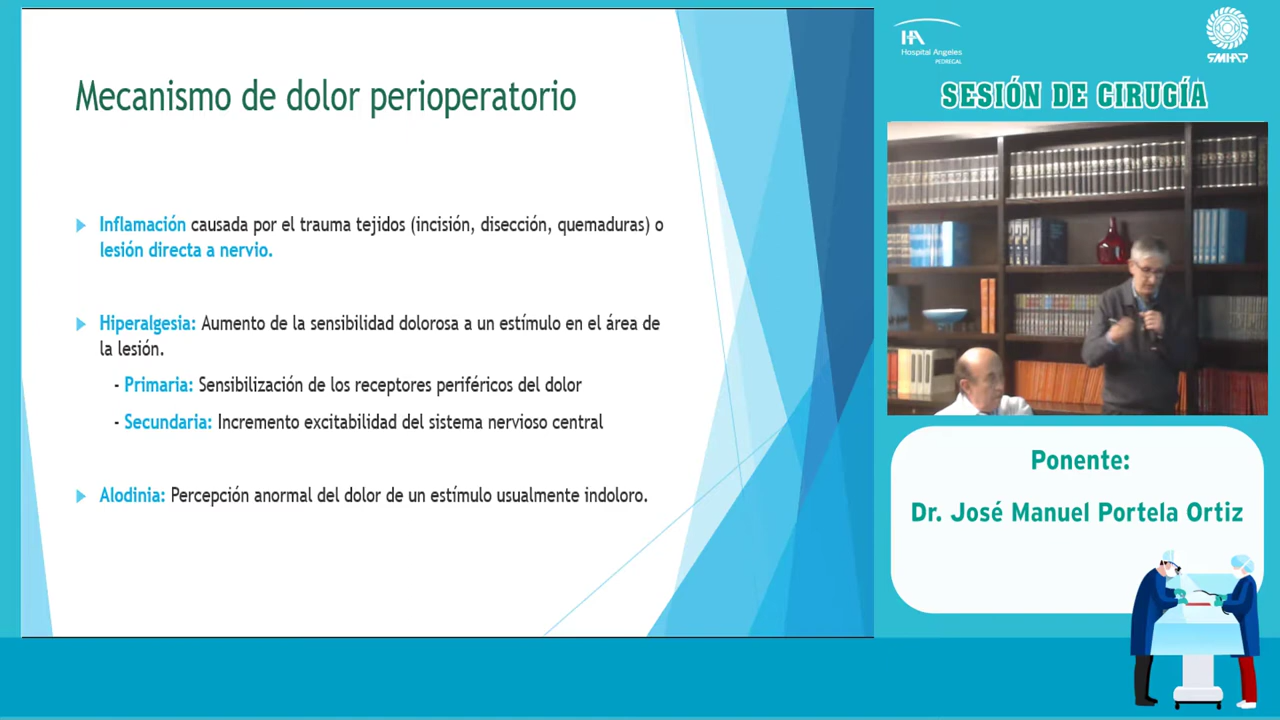 Mecanismo de dolor perioperatorio
Inflamación causada por el trauma tejidos (incisión, disección, quemaduras) o
lesión directa a nervio.
Hiperalgesia: Aumento de la sensibilidad dolorosa a un estímulo en el área de
la lesión.
- Primaria: Sensibilización de los receptores periféricos del dolor
- Secundaria: Incremento excitabilidad del sistema nervioso central
Alodinia: Percepción anormal del dolor de un estímulo usualmente indoloro.
HA
Hospital Angeles
PEDREGAL
SMHAP
SESIÓN DE CIRUGÍA
Ponente:
Dr. José Manuel Portela Ortiz